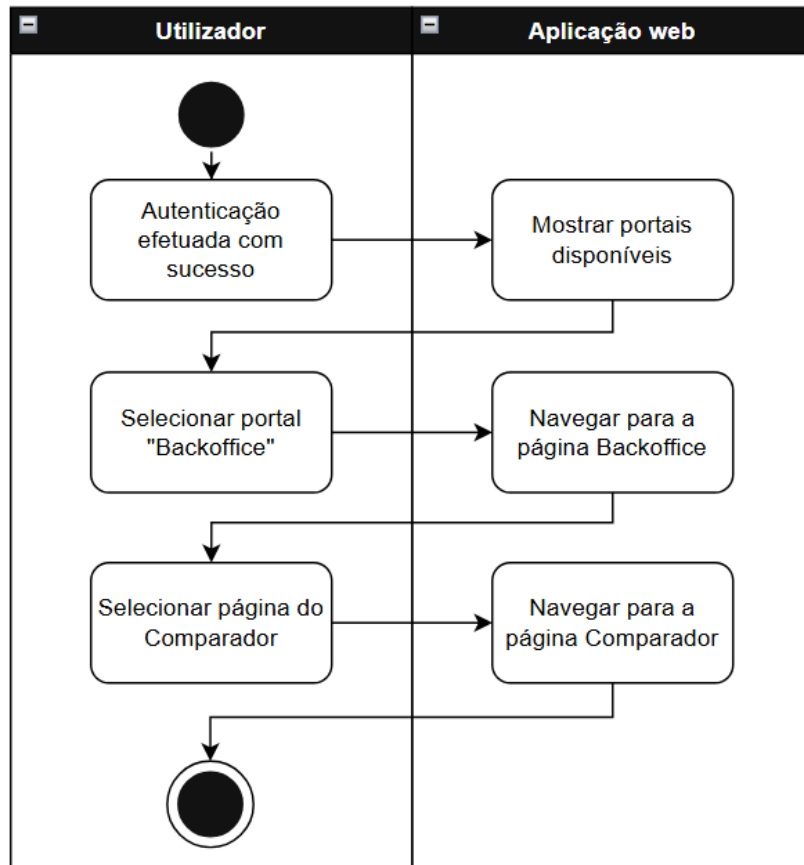 Utilizador
Aplicação web
Autenticação
efetuada com
sucesso
Mostrar portais
disponíveis
Selecionar portal
"Backoffice"
Navegar para a
página Backoffice
Selecionar página do
Comparador
Navegar para a
página Comparador